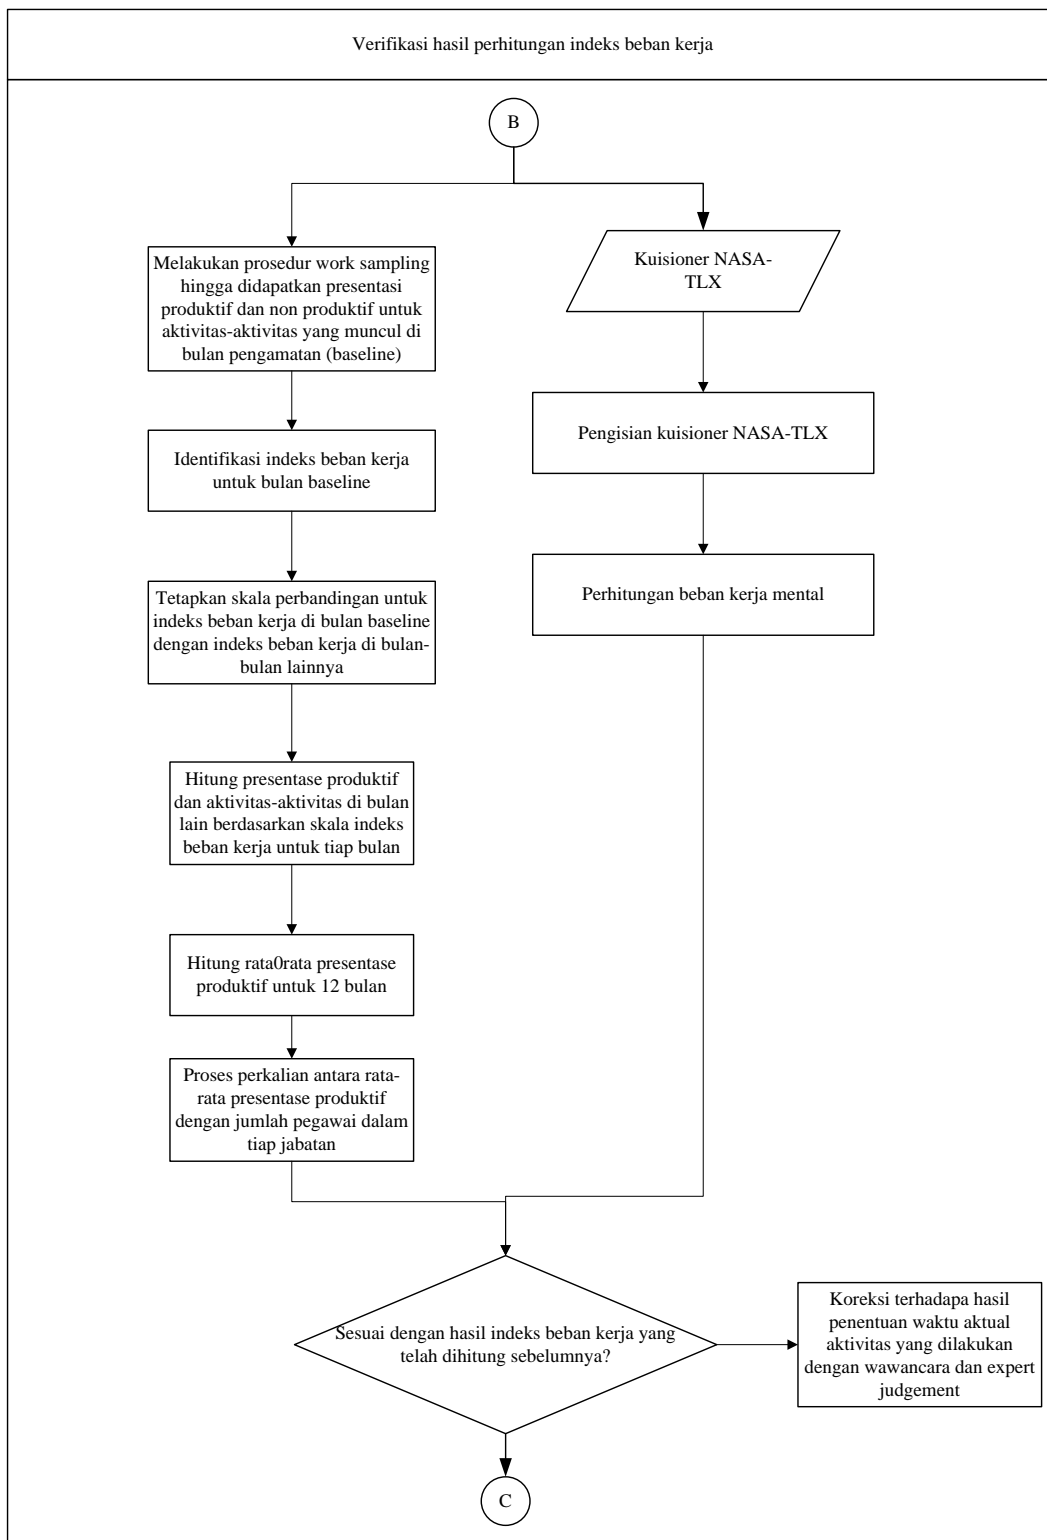 Verifikasi hasil perhitungan indeks beban kerja
B
Melakukan prosedur work sampling
hingga didapatkan presentasi
produktif dan non produktif untuk
aktivitas-aktivitas yang muncul di
bulan pengamatan (baseline)
Identifikasi indeks beban kerja
untuk bulan baseline
Tetapkan skala perbandingan untuk
indeks beban kerja di bulan baseline
dengan indeks beban kerja di bulan-
bulan lainnya
Hitung presentase produktif
dan aktivitas-aktivitas di bulan
lain berdasarkan skala indeks
beban kerja untuk tiap bulan
Hitung rata0rata presentase
produktif untuk 12 bulan
Proses perkalian antara rata-
rata presentase produktif
dengan jumlah pegawai dalam
tiap jabatan
Kuisioner NASA-
TLX
Pengisian kuisioner NASA-TLX
Perhitungan beban kerja mental
Sesuai dengan hasil indeks beban kerja yang
telah dihitung sebelumnya?
Koreksi terhadapa hasil
penentuan waktu aktual
aktivitas yang dilakukan
dengan wawancara dan expert
judgement
C